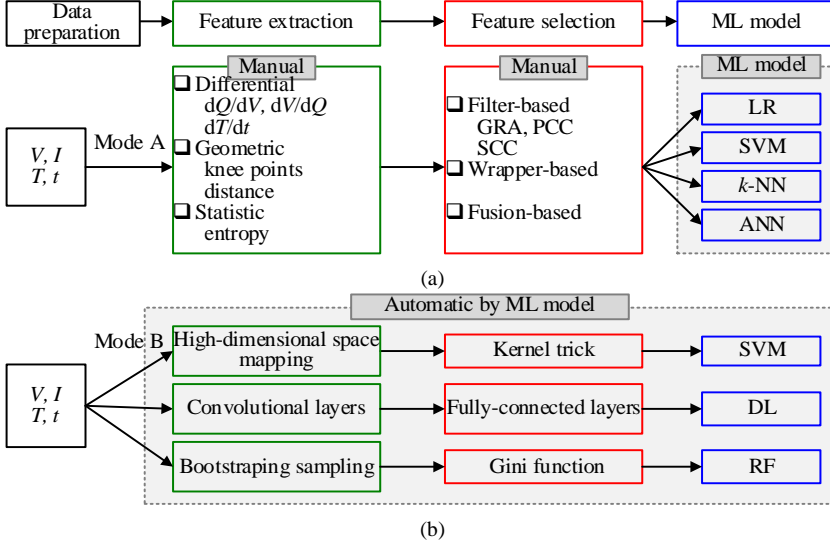 Data
preparation
Feature extraction
Feature selection
ML model
Manual
Manual
ML model
V, I
T, t
Mode A
❑ Differential
dQ/dV, dV/dQ
dT/dt
❑ Geometric
knee points
distance
❑ Statistic
entropy
❑ Filter-based
GRA, PCC
SCC
❑ Wrapper-based
❑ Fusion-based
LR
SVM
k-NN
ANN
(a)
Automatic by ML model
Mode B
V, I
T, t
High-dimensional space
mapping
Kernel trick
SVM
Convolutional layers
Fully-connected layers
DL
Bootstraping sampling
Gini function
RF
(b)